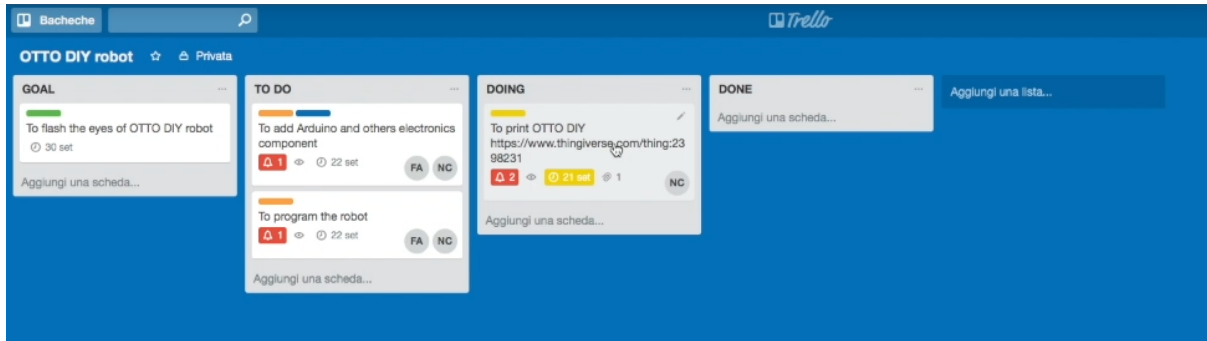 Bacheche
Trello
OTTO DIY robot
Privata
GOAL
To flash the eyes of OTTO DIY robot
30 set
Aggiungi una scheda...
TO DO
To add Arduino and others electronics
component
1
22 set
FA NC
To program the robot
1
22 set
FA NC
Aggiungi una scheda...
DOING
To print OTTO DIY
https://www.thingiverse.com/thing:23
98231
2
21 set
1
NC
Aggiungi una scheda...
DONE
Aggiungi una scheda...
Aggiungi una lista...